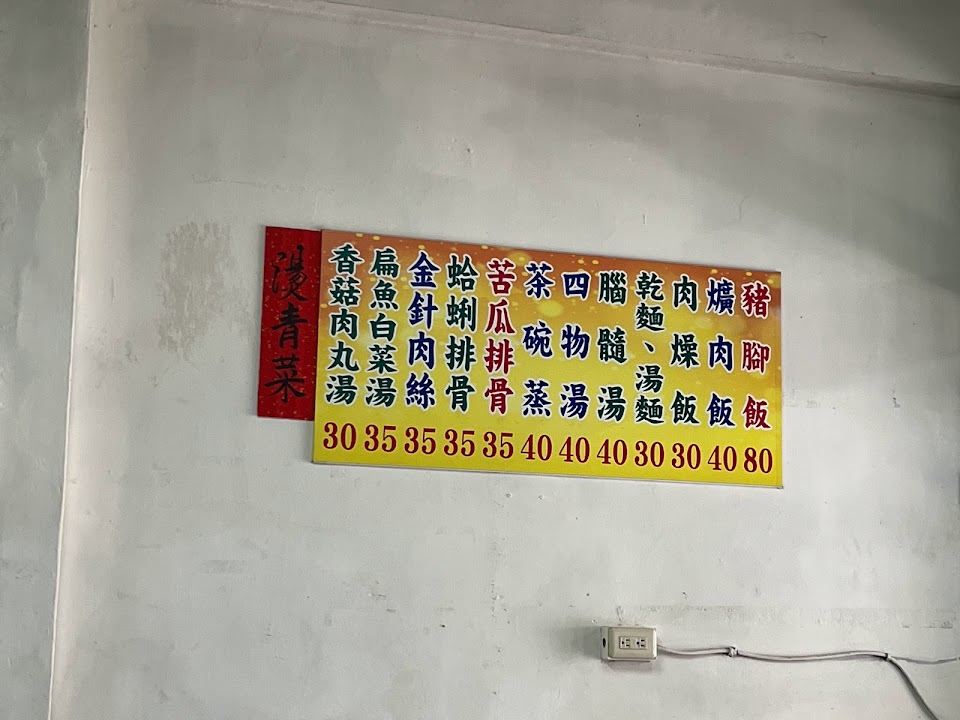 豬腳飯 80
爌肉飯 40
肉燥飯 30
乾麵、湯麵 30
腦髓湯 40
四物湯 40
茶碗蒸 40
苦瓜排骨 35
蛤蜊排骨 35
金針肉絲 35
扁魚白菜湯 35
香菇肉丸湯 30
燙青菜